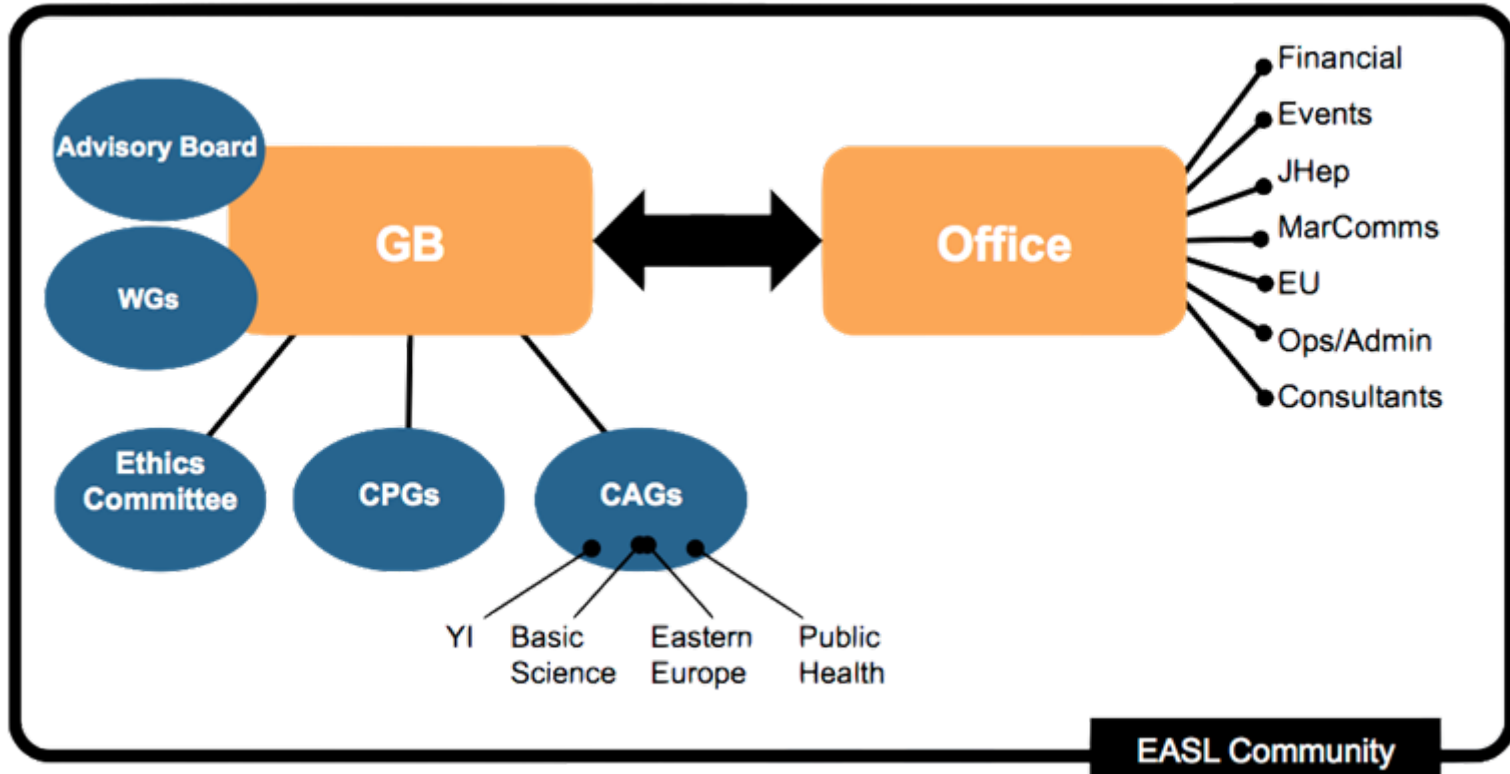 Advisory Board
WGs
GB
Office
Financial
Events
JHep
MarComms
EU
Ops/Admin
Consultants
Ethics
Committee
CPGs
CAGs
YI
Basic
Science
Eastern
Europe
Public
Health
EASL Community